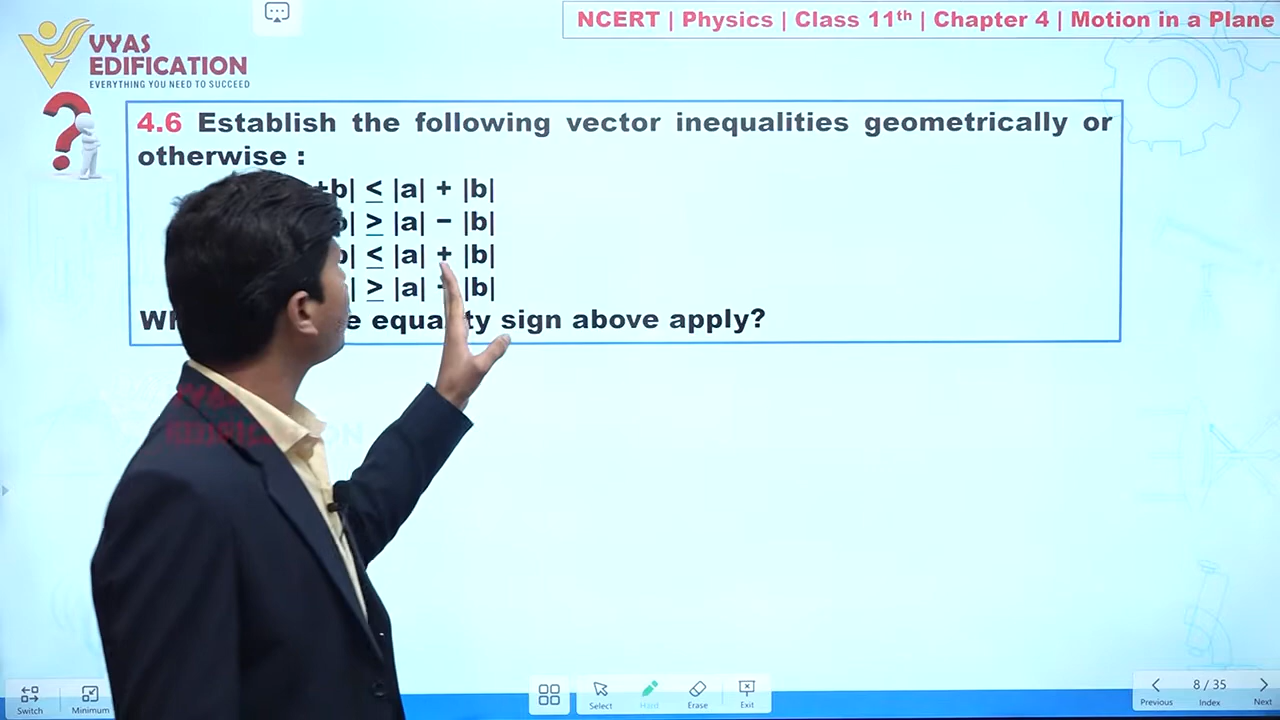 NCERT | Physics | Class 11th | Chapter 4 | Motion in a Plane
VYAS
EDIFICATION
EVERYTHING YOU NEED TO SUCCEED
?
4.6 Establish the following vector inequalities geometrically or
otherwise :
+b| ≤ |a| + |b|
| ≥ |a| − |b|
b| ≤ |a| + |b|
| ≥ |a| |b|
sign above apply?
VYAS
EDIFICATION
Switch
Minimum
Select
Hard
Erase
Exit
Previous
8 / 35
Index
Next